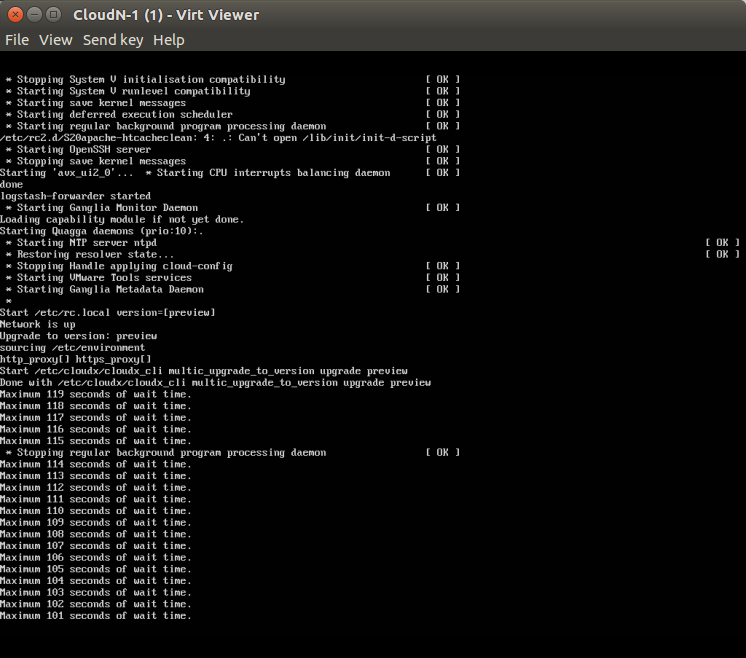 CloudN-1 (1) - Virt Viewer
File View Send key Help
* Stopping System V initialisation compatibility [ OK ]
* Starting System V runlevel compatibility [ OK ]
* Starting save kernel messages [ OK ]
* Starting deferred execution scheduler [ OK ]
* Starting regular background program processing daemon [ OK ]
/etc/rc2.d/S20apache-htcacheclean: 4: .: Can't open /lib/init/init-d-script
* Starting OpenSSH server [ OK ]
* Stopping save kernel messages [ OK ]
Starting 'avx_ui2_0'... * Starting CPU interrupts balancing daemon [ OK ]
done
logstash-forwarder started
* Starting Ganglia Monitor Daemon [ OK ]
Loading capability module if not yet done.
Starting Quagga daemons (prio:10):.
* Starting NTP server ntpd [ OK ]
* Restoring resolver state... [ OK ]
* Stopping Handle applying cloud-config [ OK ]
* Starting VMware Tools services [ OK ]
* Starting Ganglia Metadata Daemon [ OK ]
*
Start /etc/rc.local version=[preview]
Network is up
Upgrade to version: preview
sourcing /etc/environment
http_proxy[] https_proxy[]
Start /etc/cloudx/cloudx_cli multic_upgrade_to_version upgrade preview
Done with /etc/cloudx/cloudx_cli multic_upgrade_to_version upgrade preview
Maximum 119 seconds of wait time.
Maximum 118 seconds of wait time.
Maximum 117 seconds of wait time.
Maximum 116 seconds of wait time.
Maximum 115 seconds of wait time.
* Stopping regular background program processing daemon [ OK ]
Maximum 114 seconds of wait time.
Maximum 113 seconds of wait time.
Maximum 112 seconds of wait time.
Maximum 111 seconds of wait time.
Maximum 110 seconds of wait time.
Maximum 109 seconds of wait time.
Maximum 108 seconds of wait time.
Maximum 107 seconds of wait time.
Maximum 106 seconds of wait time.
Maximum 105 seconds of wait time.
Maximum 104 seconds of wait time.
Maximum 103 seconds of wait time.
Maximum 102 seconds of wait time.
Maximum 101 seconds of wait time.